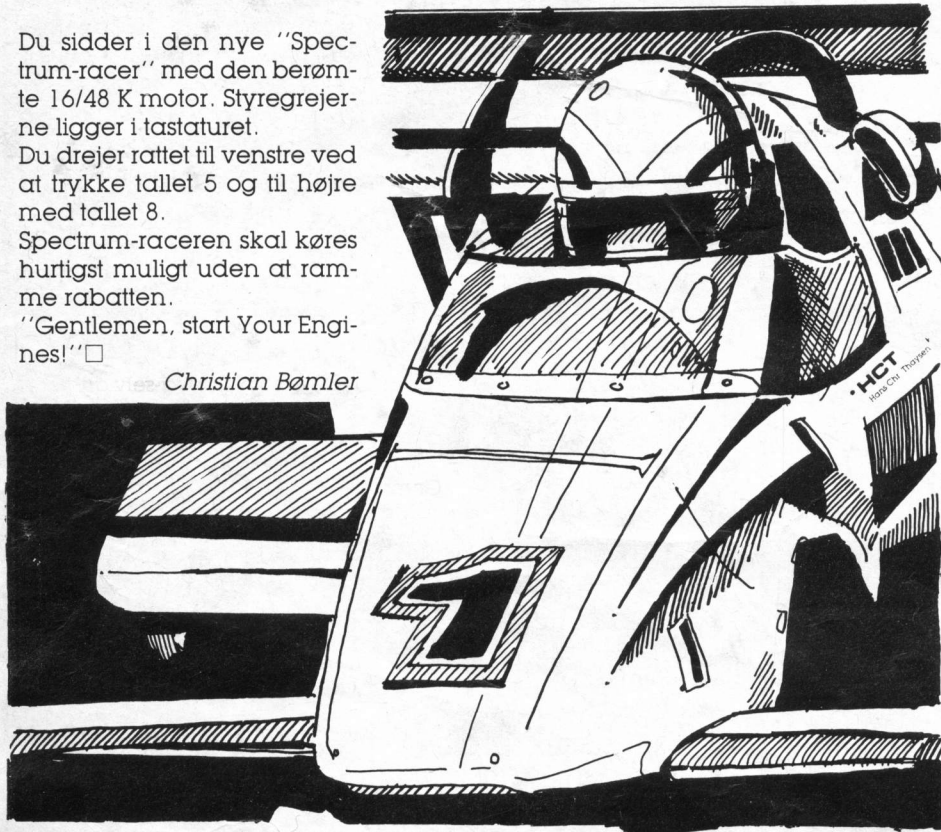 Du sidder i den nye ''Spec-
trum-racer'' med den berøm-
te 16/48 K motor. Styregrejer-
ne ligger i tastaturet.
Du drejer rattet til venstre ved
at trykke tallet 5 og til højre
med tallet 8.
Spectrum-raceren skal køres
hurtigst muligt uden at ram-
me rabatten.
''Gentlemen, start Your Engi-
nes!''□
Christian Bømler
• HCT
Hans Chr. Thaysen
1